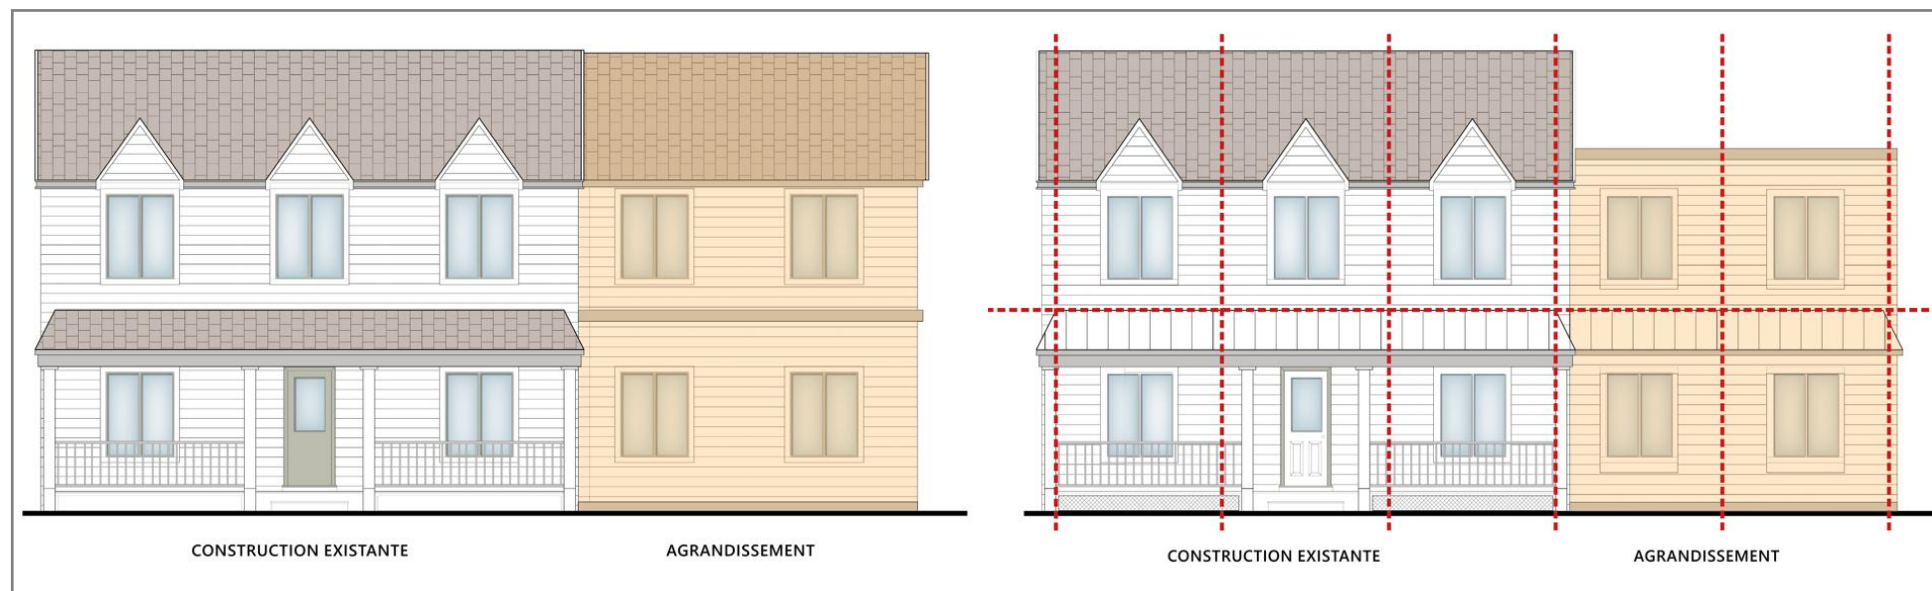 CONSTRUCTION EXISTANTE
AGRANDISSEMENT
CONSTRUCTION EXISTANTE
AGRANDISSEMENT